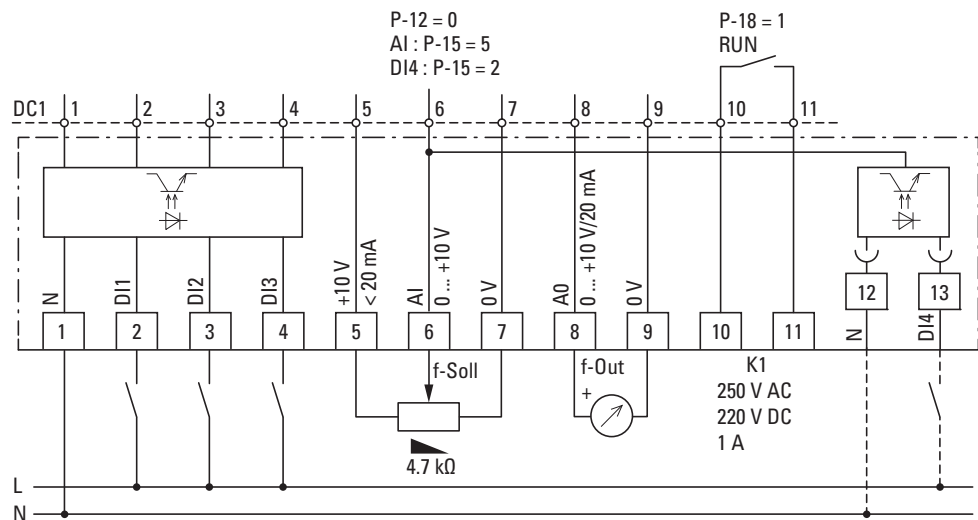 P-12 = 0
AI : P-15 = 5
DI4 : P-15 = 2
P-18 = 1
RUN
DC1 1 2 3 4 5 6 7 8 9 10 11
N
DI1
DI2
DI3
+10 V
< 20 mA
AI
0 ... +10 V
0 V
A0
0 ... +10 V/20 mA
0 V
12 13
N
DI4
1 2 3 4 5 6 7 8 9 10 11
f-Soll
4.7 kΩ
f-Out
+
K1
250 V AC
220 V DC
1 A
L
N